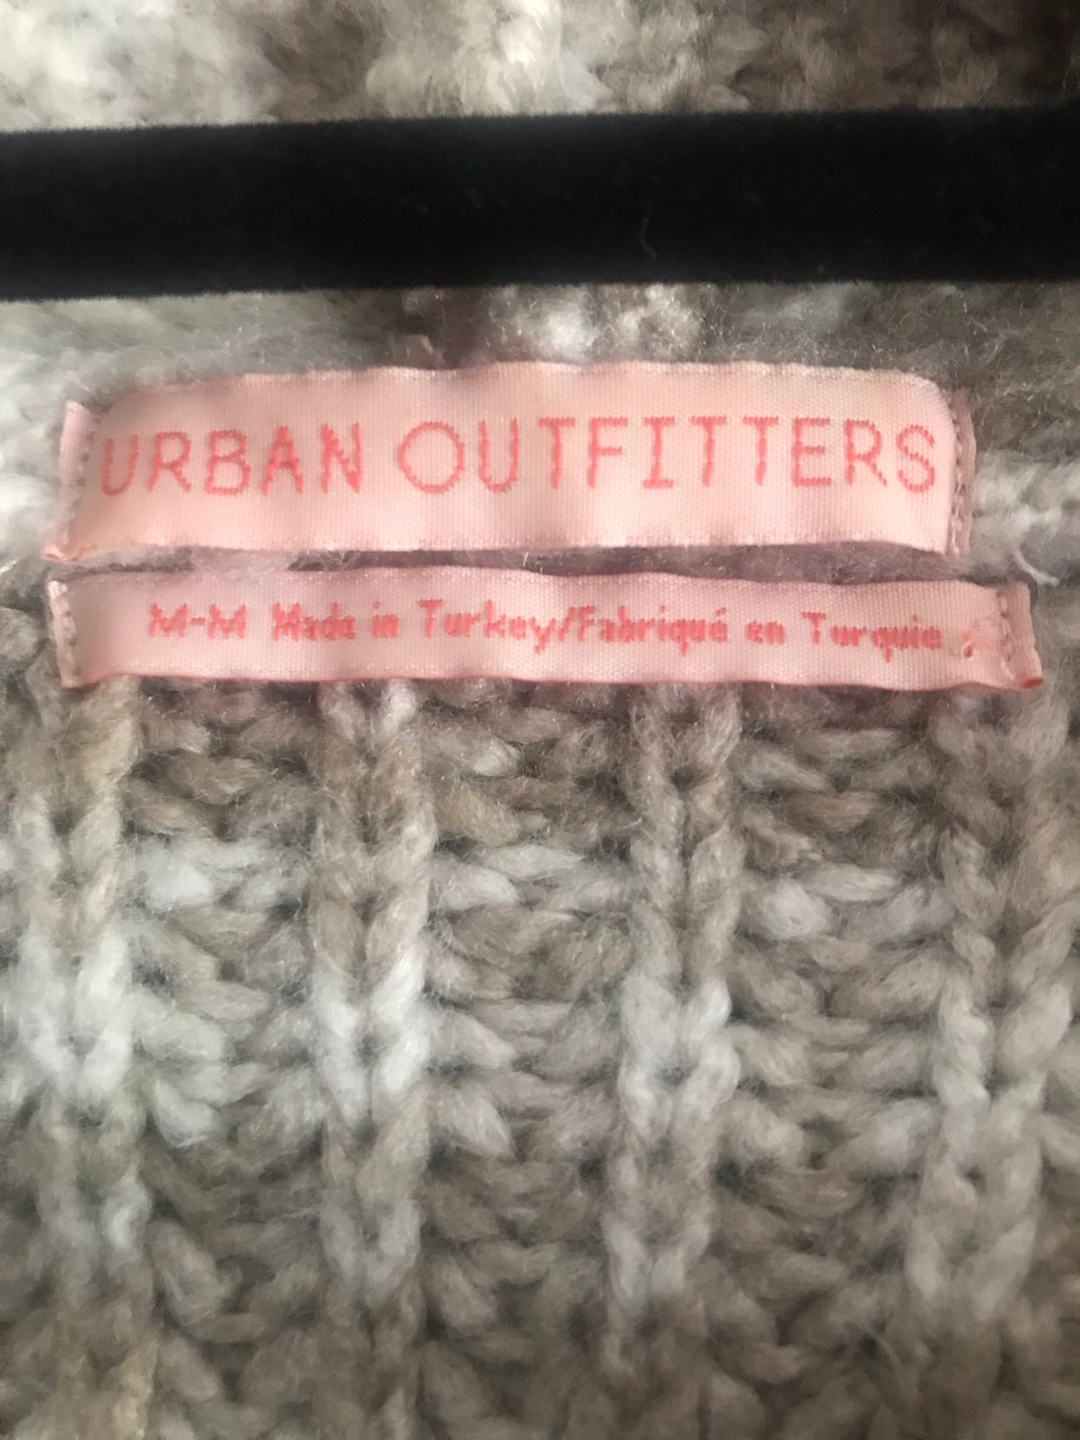 URBAN OUTFITTERS
M-M Made in Turkey/Fabriqué en Turquie